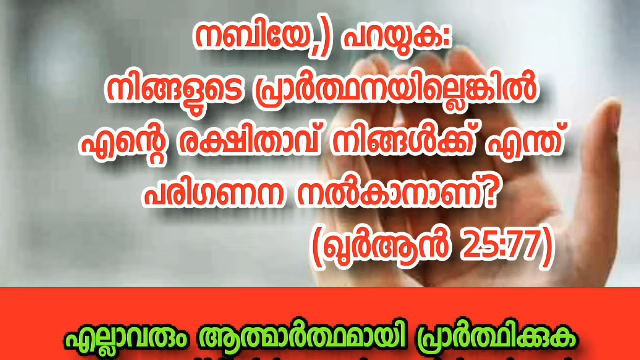 നബിയേ,) പറയുക:
നിങ്ങളുടെ പ്രാർത്ഥനയില്ലെങ്കിൽ
എന്റെ രക്ഷിതാവ് നിങ്ങൾക്ക് എന്ത്
പരിഗണന നൽകാനാണ്?
(ഖുർആൻ 25:77)
എല്ലാവരും ആത്മാർത്ഥമായി പ്രാർത്ഥിക്കുക